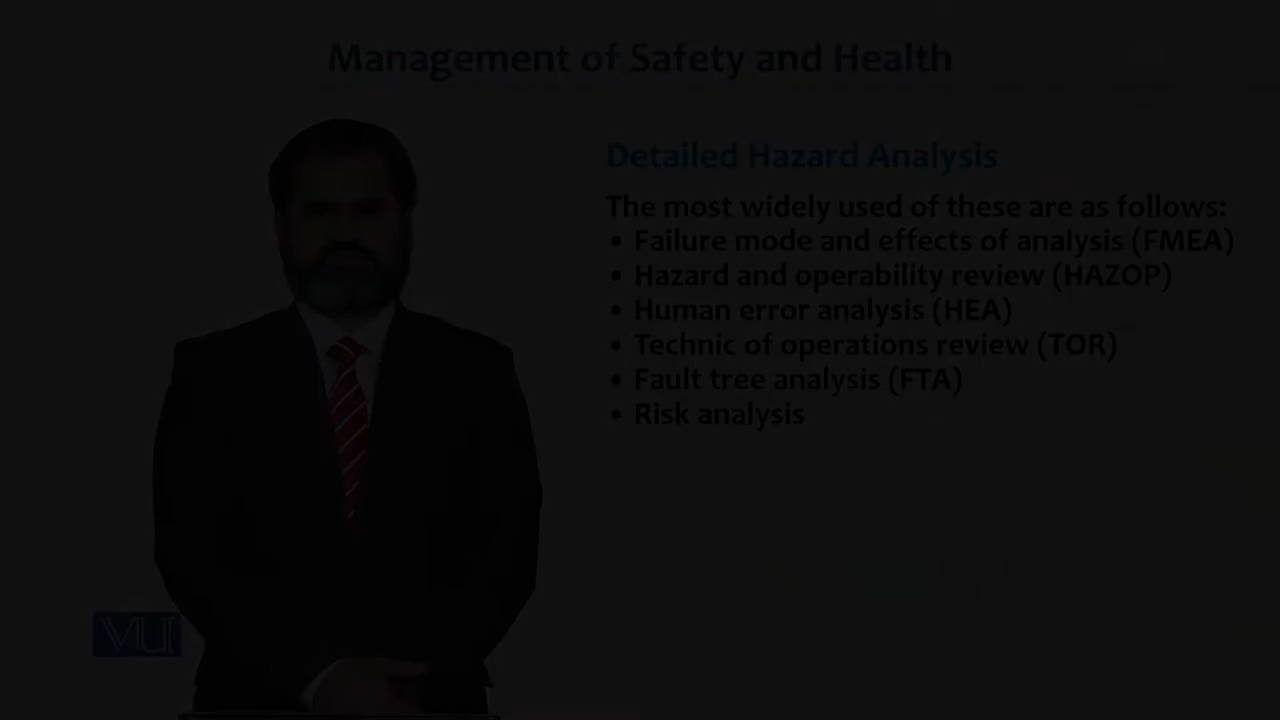 Management of Safety and Health
Detailed Hazard Analysis
The most widely used of these are as follows:
• Failure mode and effects of analysis (FMEA)
• Hazard and operability review (HAZOP)
• Human error analysis (HEA)
• Technic of operations review (TOR)
• Fault tree analysis (FTA)
• Risk analysis
VU